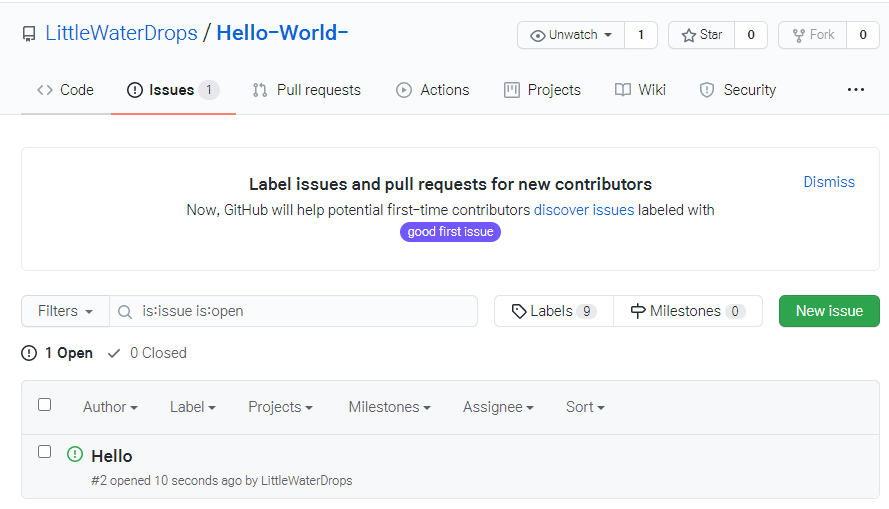 LittleWaterDrops / Hello-World-
Unwatch 1 Star 0 Fork 0
Code Issues 1 Pull requests Actions Projects Wiki Security ...
Label issues and pull requests for new contributors
Dismiss
Now, GitHub will help potential first-time contributors discover issues labeled with
good first issue
Filters is:issue is:open Labels 9 Milestones 0 New issue
1 Open 0 Closed
Author Label Projects Milestones Assignee Sort
Hello
#2 opened 10 seconds ago by LittleWaterDrops